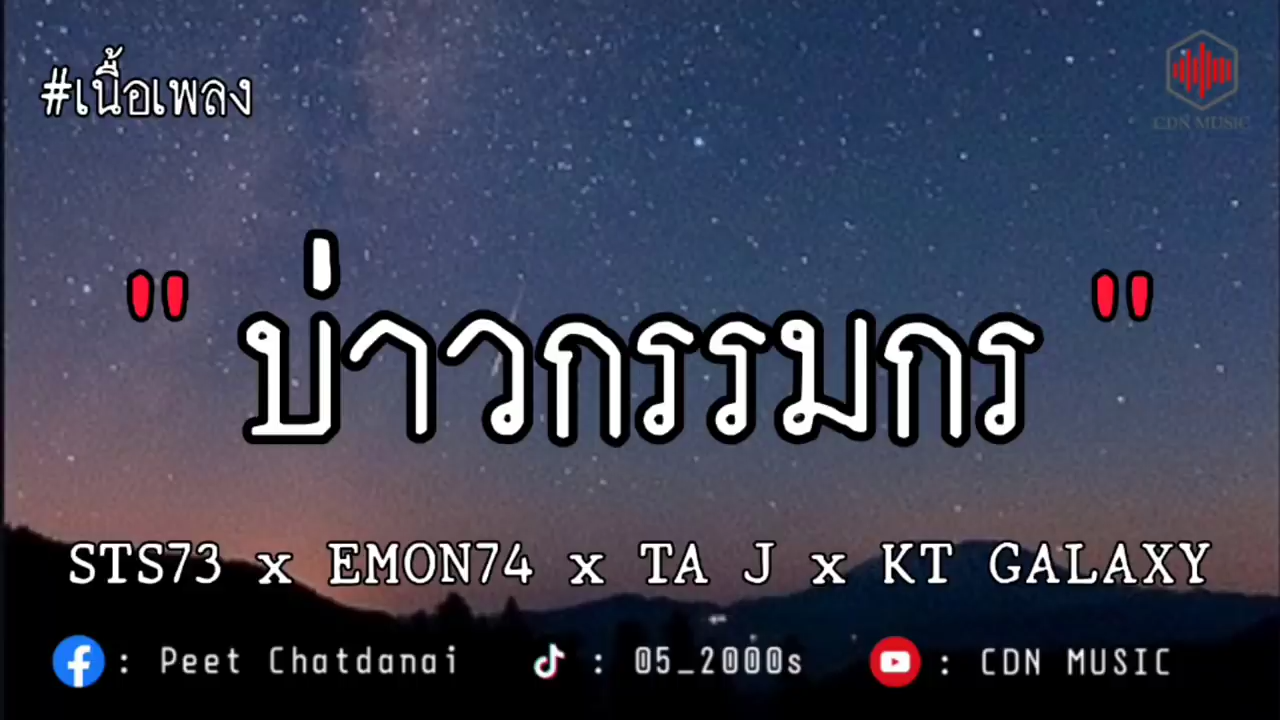 #เนื้อเพลง
CDN MUSIC
" บ่าวกรรมกร "
STS73 x EMON74 x TA J x KT GALAXY
: Peet Chatdanai : 05_2000s : CDN MUSIC